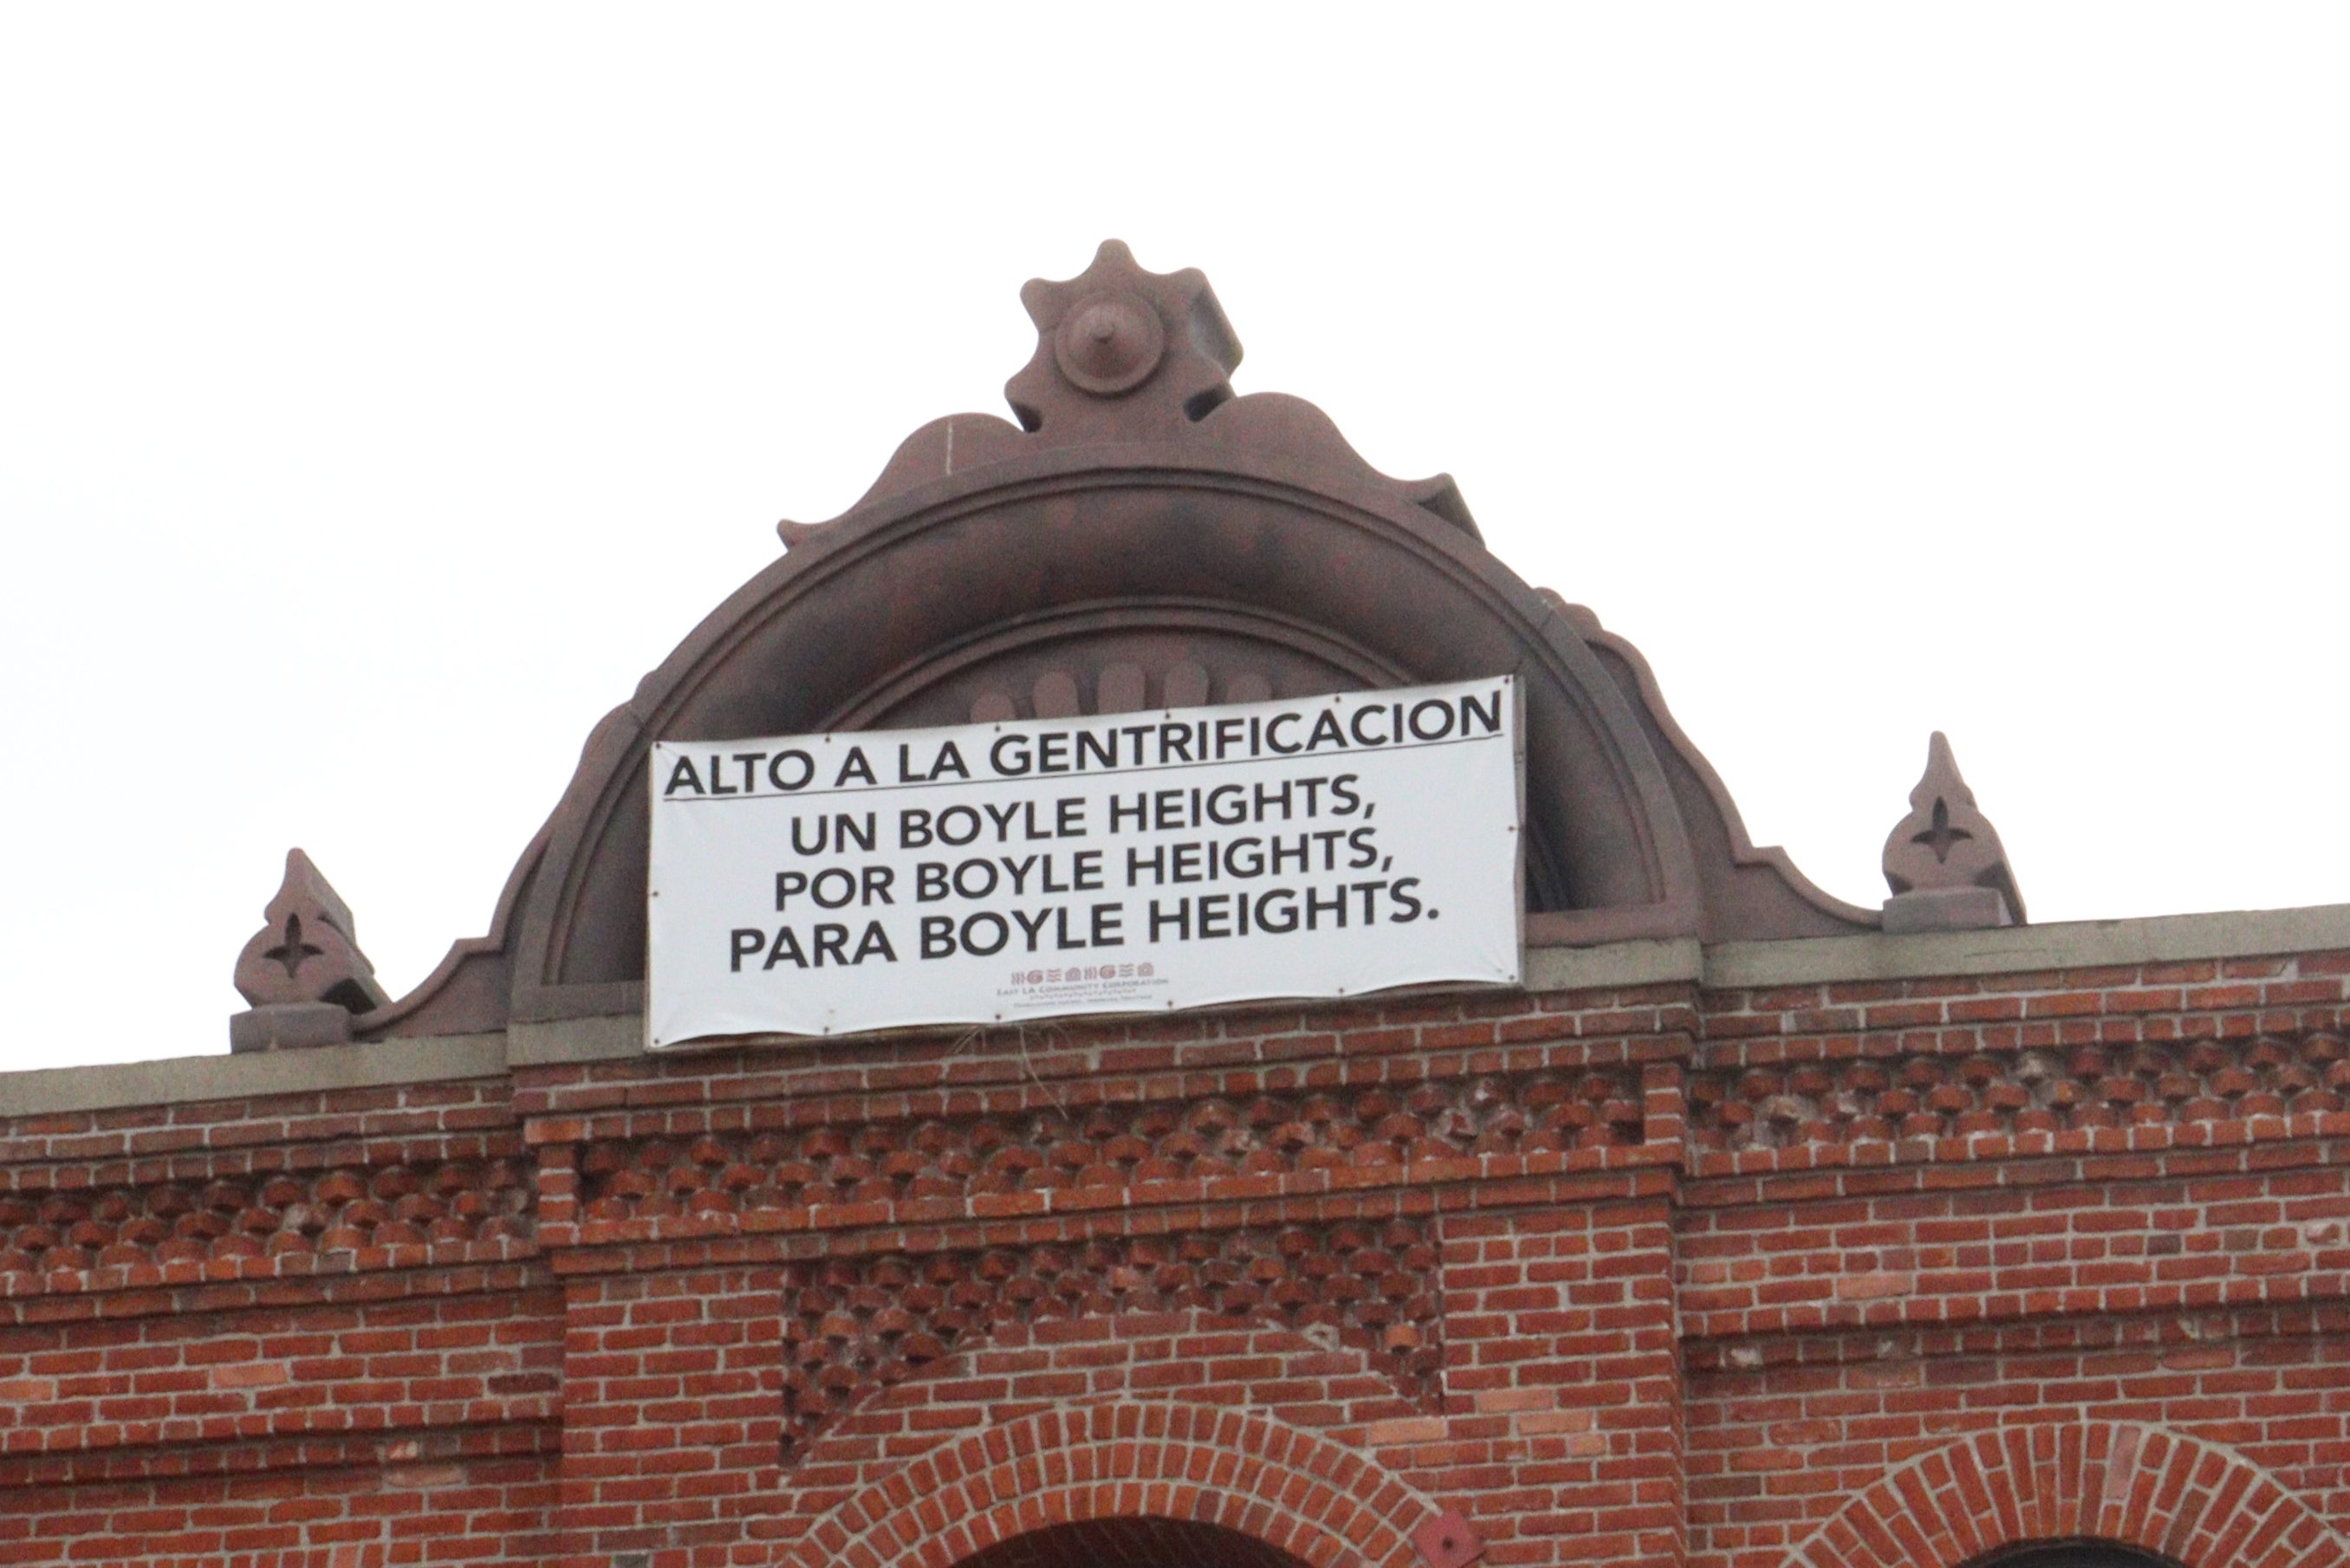 ALTO A LA GENTRIFICACION
UN BOYLE HEIGHTS,
POR BOYLE HEIGHTS,
PARA BOYLE HEIGHTS.
EAST LA COMMUNITY CORPORATION